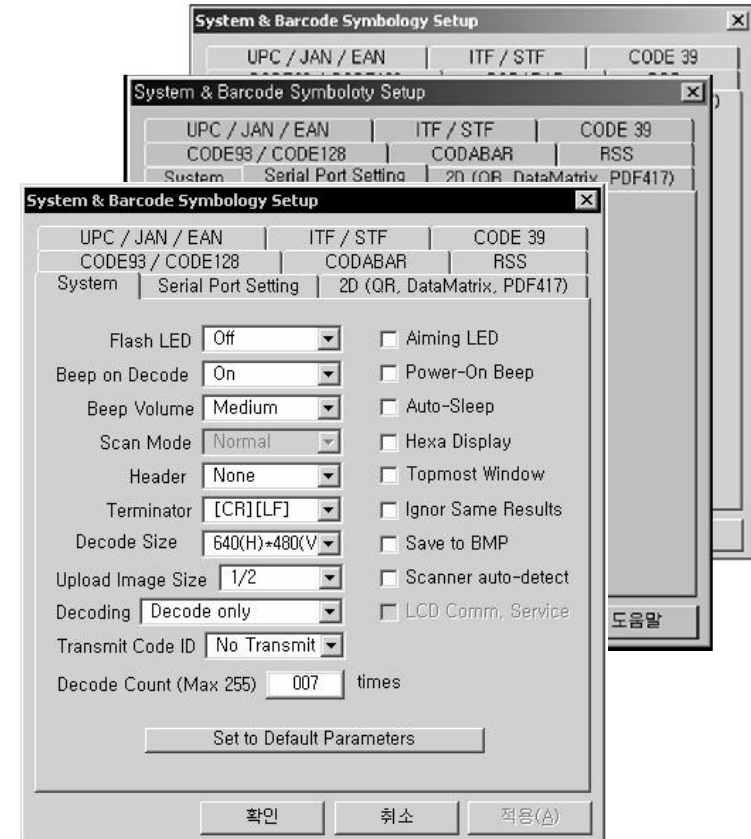 System & Barcode Symbology Setup
UPC / JAN / EAN ITF / STF CODE 39
System & Barcode Symboloty Setup
UPC / JAN / EAN ITF / STF CODE 39
CODE93 / CODE128 CODABAR RSS
System Serial Port Setting 2D (QR, DataMatrix, PDF417)
System & Barcode Symbology Setup
UPC / JAN / EAN ITF / STF CODE 39
CODE93 / CODE128 CODABAR RSS
System Serial Port Setting 2D (QR, DataMatrix, PDF417)
Flash LED Off Aiming LED
Beep on Decode On Power-On Beep
Beep Volume Medium Auto-Sleep
Scan Mode Normal Hexa Display
Header None Topmost Window
Terminator [CR][LF] Ignor Same Results
Decode Size 640(H)*480(V Save to BMP
Upload Image Size 1/2 Scanner auto-detect
Decoding Decode only LCD Comm, Service
도움말
Transmit Code ID No Transmit
Decode Count (Max 255) 007 times
Set to Default Parameters
확인 취소 적용(A)